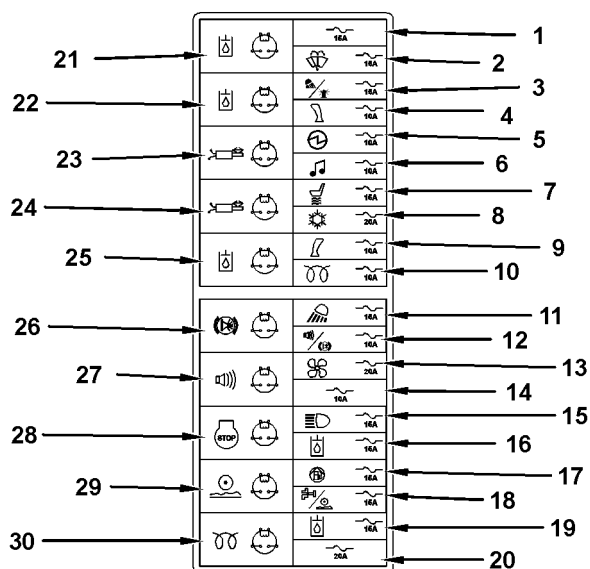 15A 1
21
15A 2
15A 3
22
10A 4
10A 5
23
10A 6
15A 7
24
20A 8
10A 9
25
10A 10
15A 11
26
10A 12
20A 13
27
10A 14
15A 15
28 STOP
15A 16
15A 17
29
15A 18
15A 19
30
20A 20